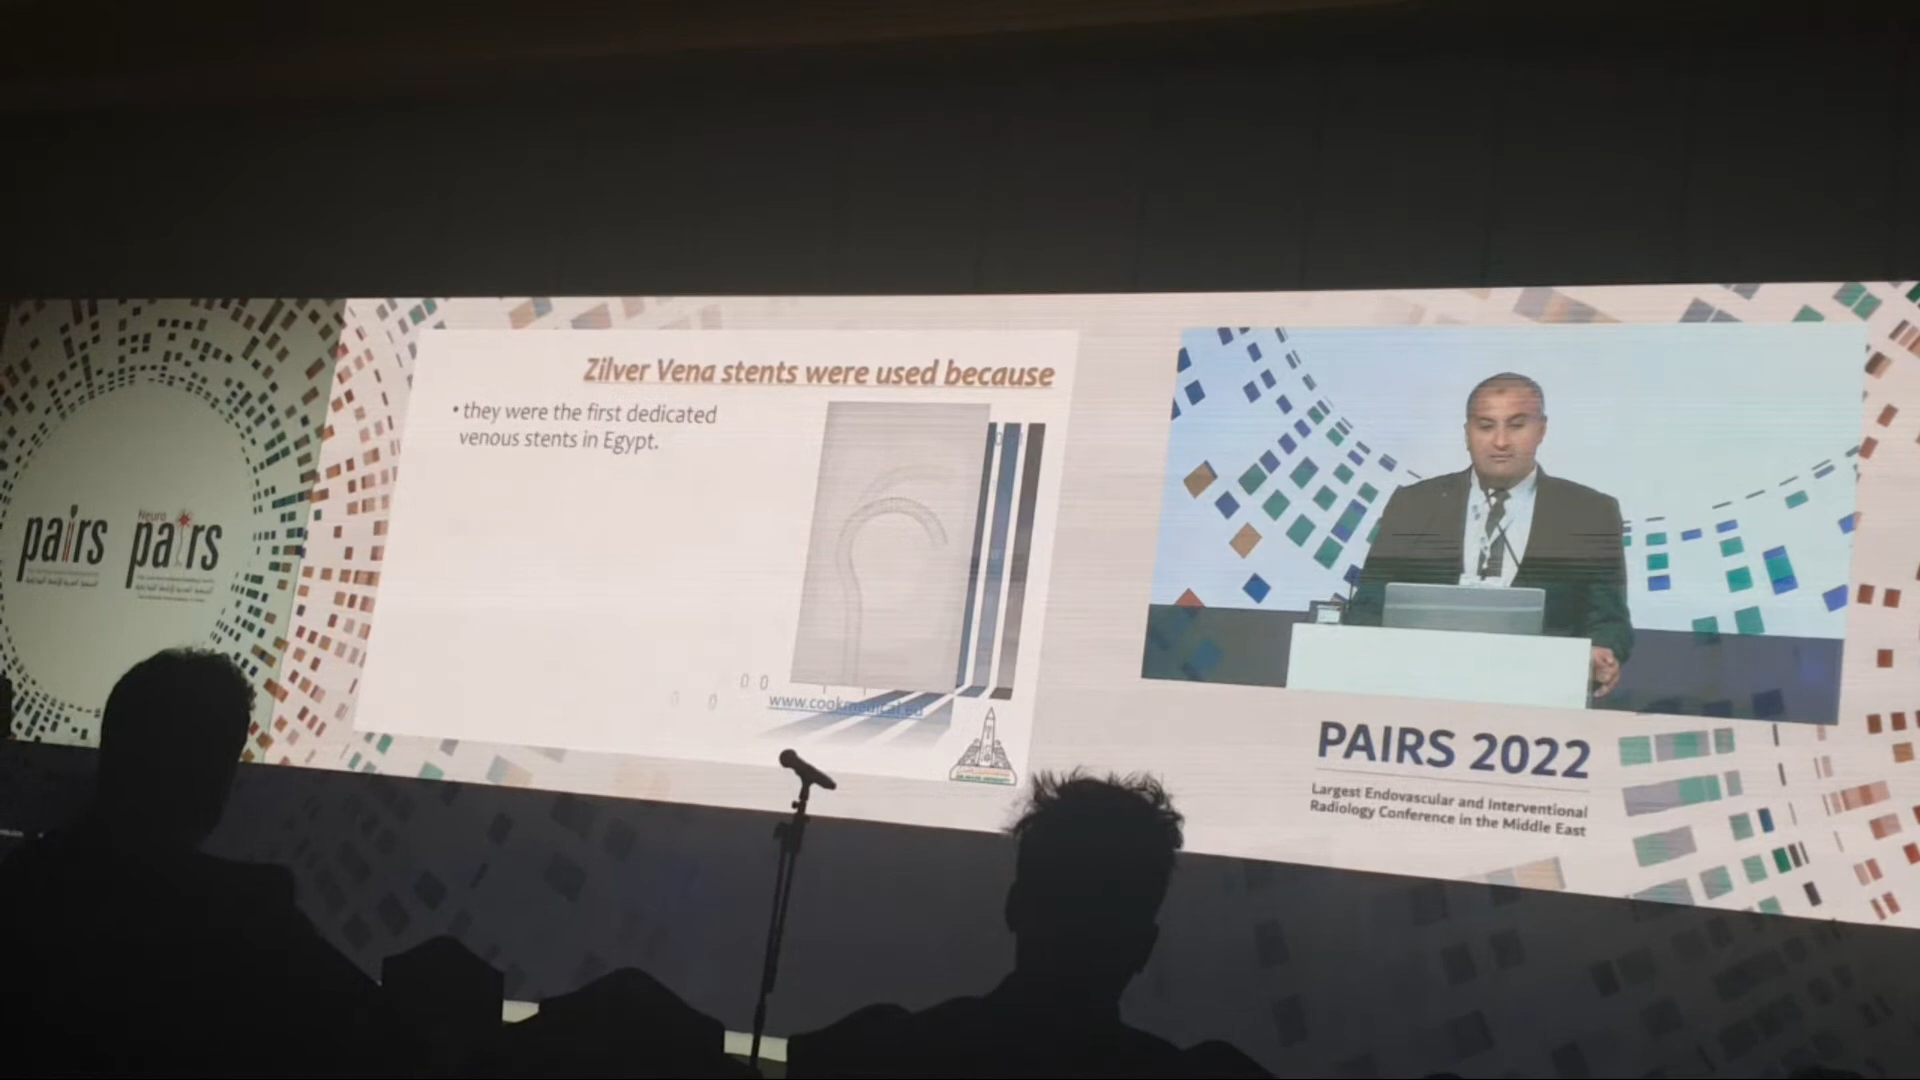 pairs
Neuro
pairs
Zilver Vena stents were used because
• they were the first dedicated
venous stents in Egypt.
www.cookmedical.eu
PAIRS 2022
Largest Endovascular and Interventional
Radiology Conference in the Middle East